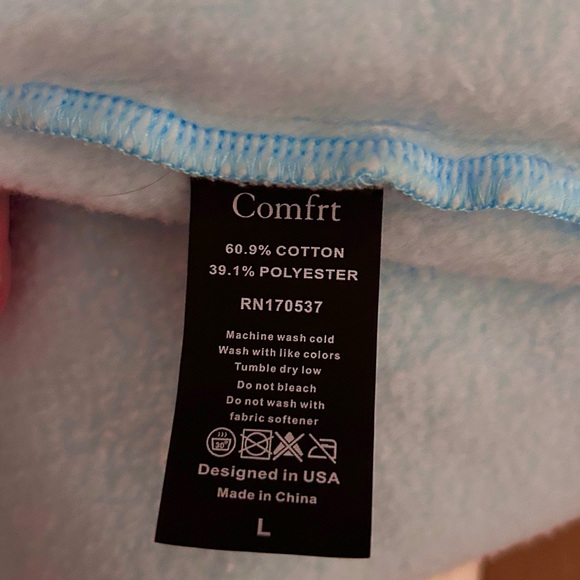 Comfrt
60.9% COTTON
39.1% POLYESTER
RN170537
Machine wash cold
Wash with like colors
Tumble dry low
Do not bleach
Do not wash with
fabric softener
30°
Designed in USA
Made in China
L